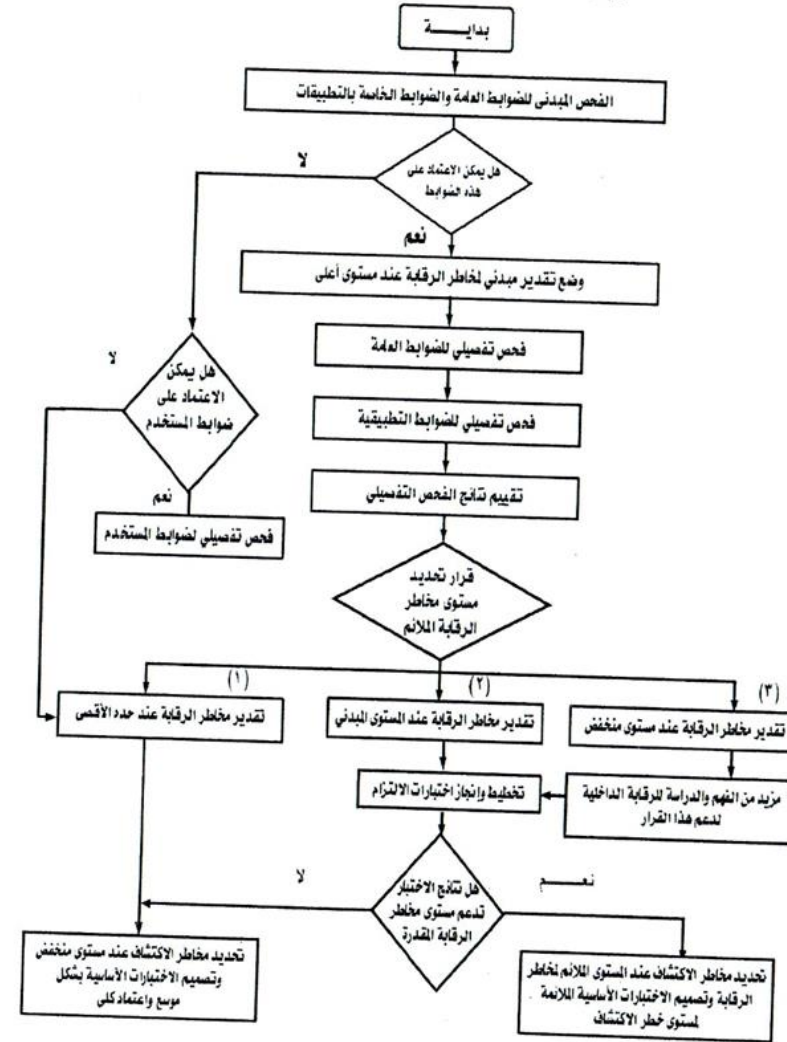 بدايـــــة
الفحص المبدئى للضوابط العامة والضوابط الخاصة بالتطبيقات
هل يمكن الاعتماد على
هذه الضوابط
لا
نعم
وضع تقدير مبدئي لمخاطر الرقابة عند مستوى أعلى
فحص تفصيلي للضوابط العامة
هل يمكن
الاعتماد على
ضوابط المستخدم
لا
نعم
فحص تفصيلي لضوابط المستخدم
فحص تفصيلي للضوابط التطبيقية
تقييم نتائج الفحص التفصيلي
قرار تحديد
مستوى مخاطر
الرقابة الملائم
(١)
(٢)
(٣)
تقدير مخاطر الرقابة عند حده الأقصى
تقدير مخاطر الرقابة عند المستوى المبدئي
تقدير مخاطر الرقابة عند مستوى منخفض
تخطيط وإنجاز اختبارات الالتزام
مزيد من الفهم والدراسة للرقابة الداخلية
لدعم هذا القرار
هل نتائج الاختبار
تدعم مستوى مخاطر
الرقابة المقدرة
لا
نعـــــم
تحديد مخاطر الاكتشاف عند مستوى منخفض
وتصميم الاختبارات الأساسية بشكل
موسع واعتماد كلى
تحديد مخاطر الاكتشاف عند المستوى الملائم لمخاطر
الرقابة وتصميم الاختبارات الأساسية الملائمة
لمستوى خطر الاكتشاف